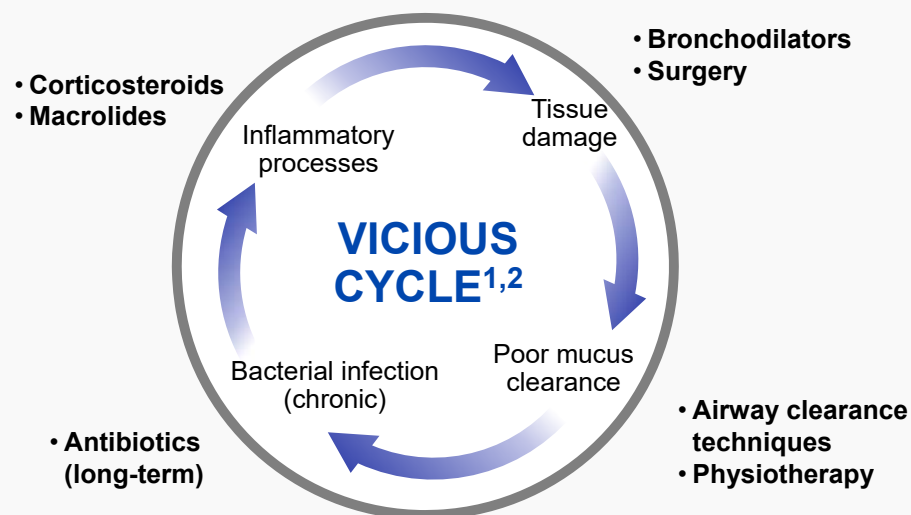 • Bronchodilators
• Surgery
• Corticosteroids
• Macrolides
Tissue
damage
Inflammatory
processes
VICIOUS
CYCLE1,2
Poor mucus
clearance
Bacterial infection
(chronic)
• Airway clearance
techniques
• Physiotherapy
• Antibiotics
(long-term)